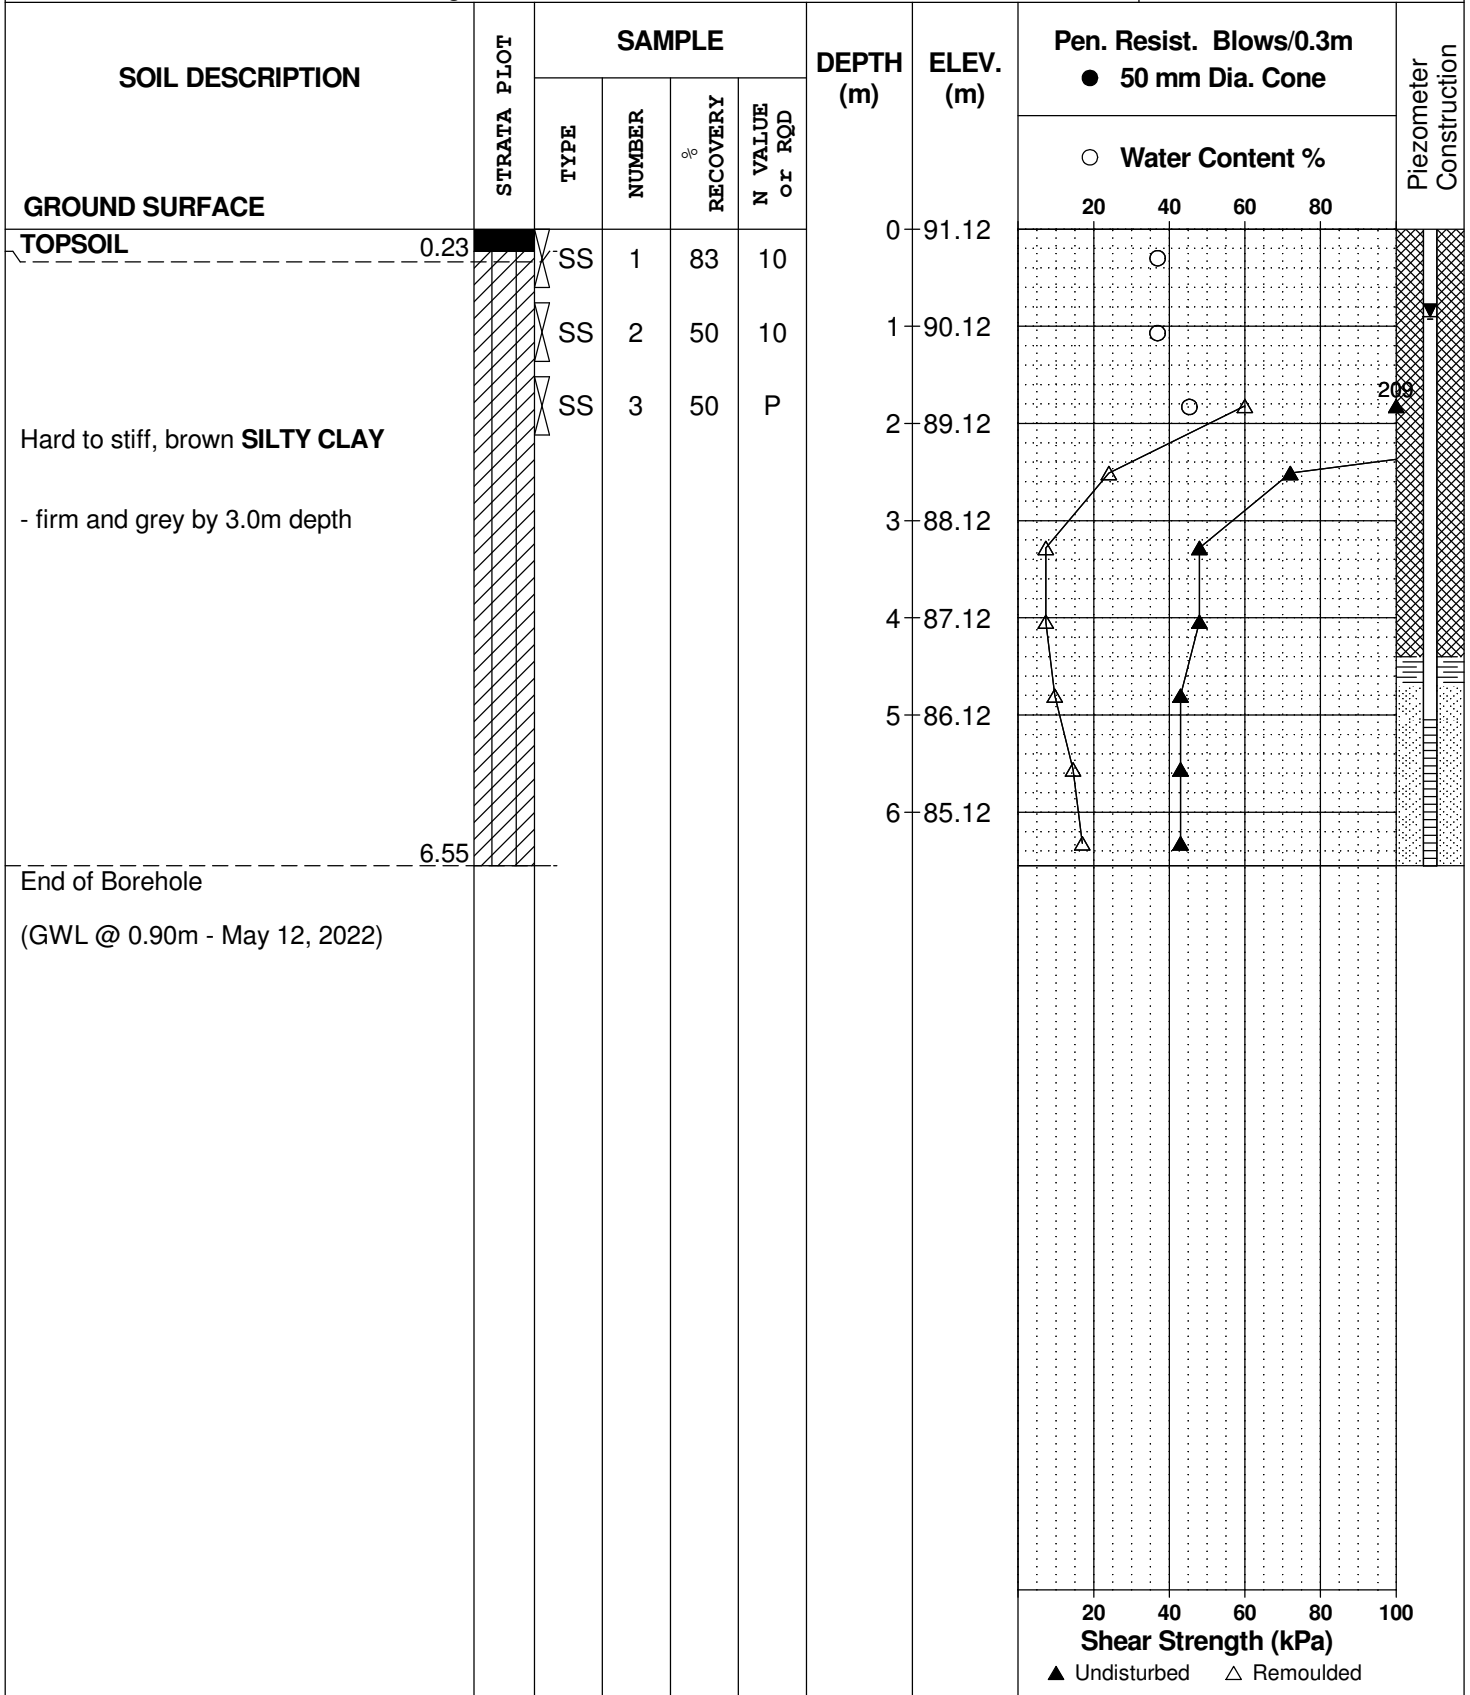 SOIL DESCRIPTION
GROUND SURFACE
STRATA PLOT
SAMPLE
TYPE
NUMBER
% RECOVERY
N VALUE or RQD
DEPTH (m)
ELEV. (m)
Pen. Resist. Blows/0.3m
● 50 mm Dia. Cone
○ Water Content %
20 40 60 80
Piezometer Construction
TOPSOIL 0.23
SS 1 83 10
SS 2 50 10
SS 3 50 P
0 91.12
1 90.12
2 89.12
3 88.12
4 87.12
5 86.12
6 85.12
209
Hard to stiff, brown SILTY CLAY
- firm and grey by 3.0m depth
6.55
End of Borehole
(GWL @ 0.90m - May 12, 2022)
20 40 60 80 100
Shear Strength (kPa)
▲ Undisturbed △ Remoulded